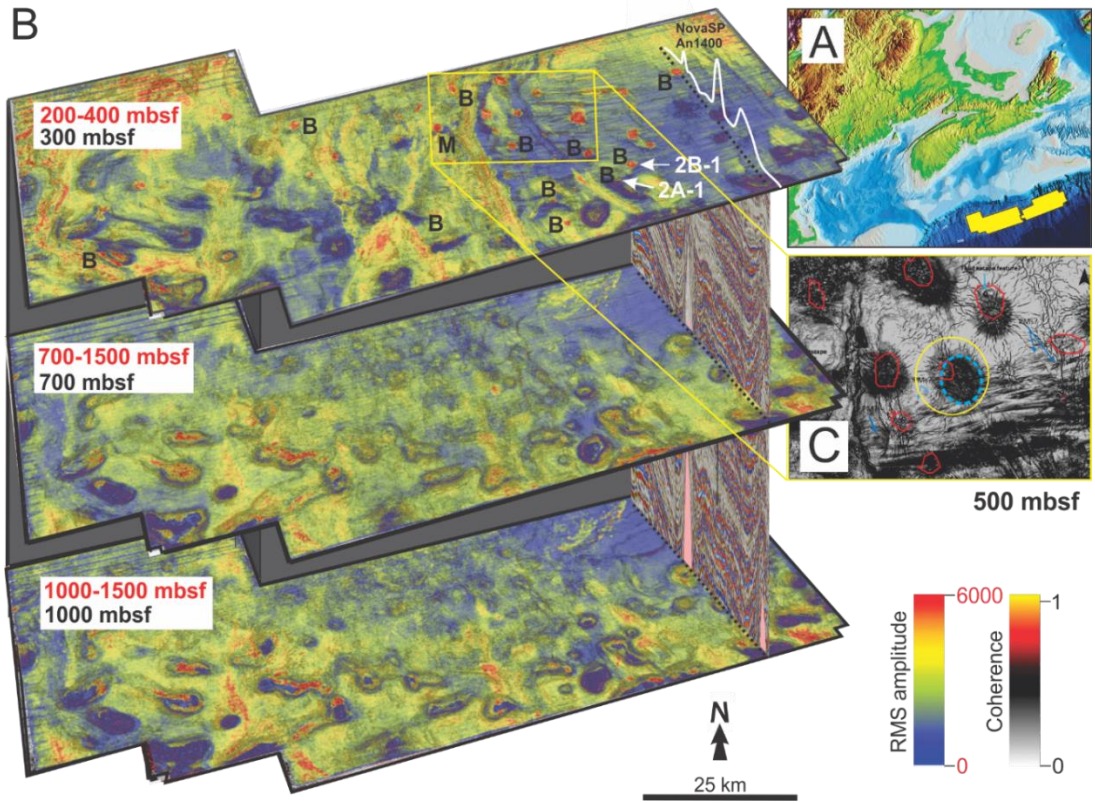 B
NovaSP
An1400
A
200-400 mbsf
300 mbsf
B
B
B
M
B
B
B
2B-1
B
2A-1
B
B
B
B
700-1500 mbsf
700 mbsf
C
500 mbsf
1000-1500 mbsf
1000 mbsf
6000
1
RMS amplitude
Coherence
0
0
N
25 km